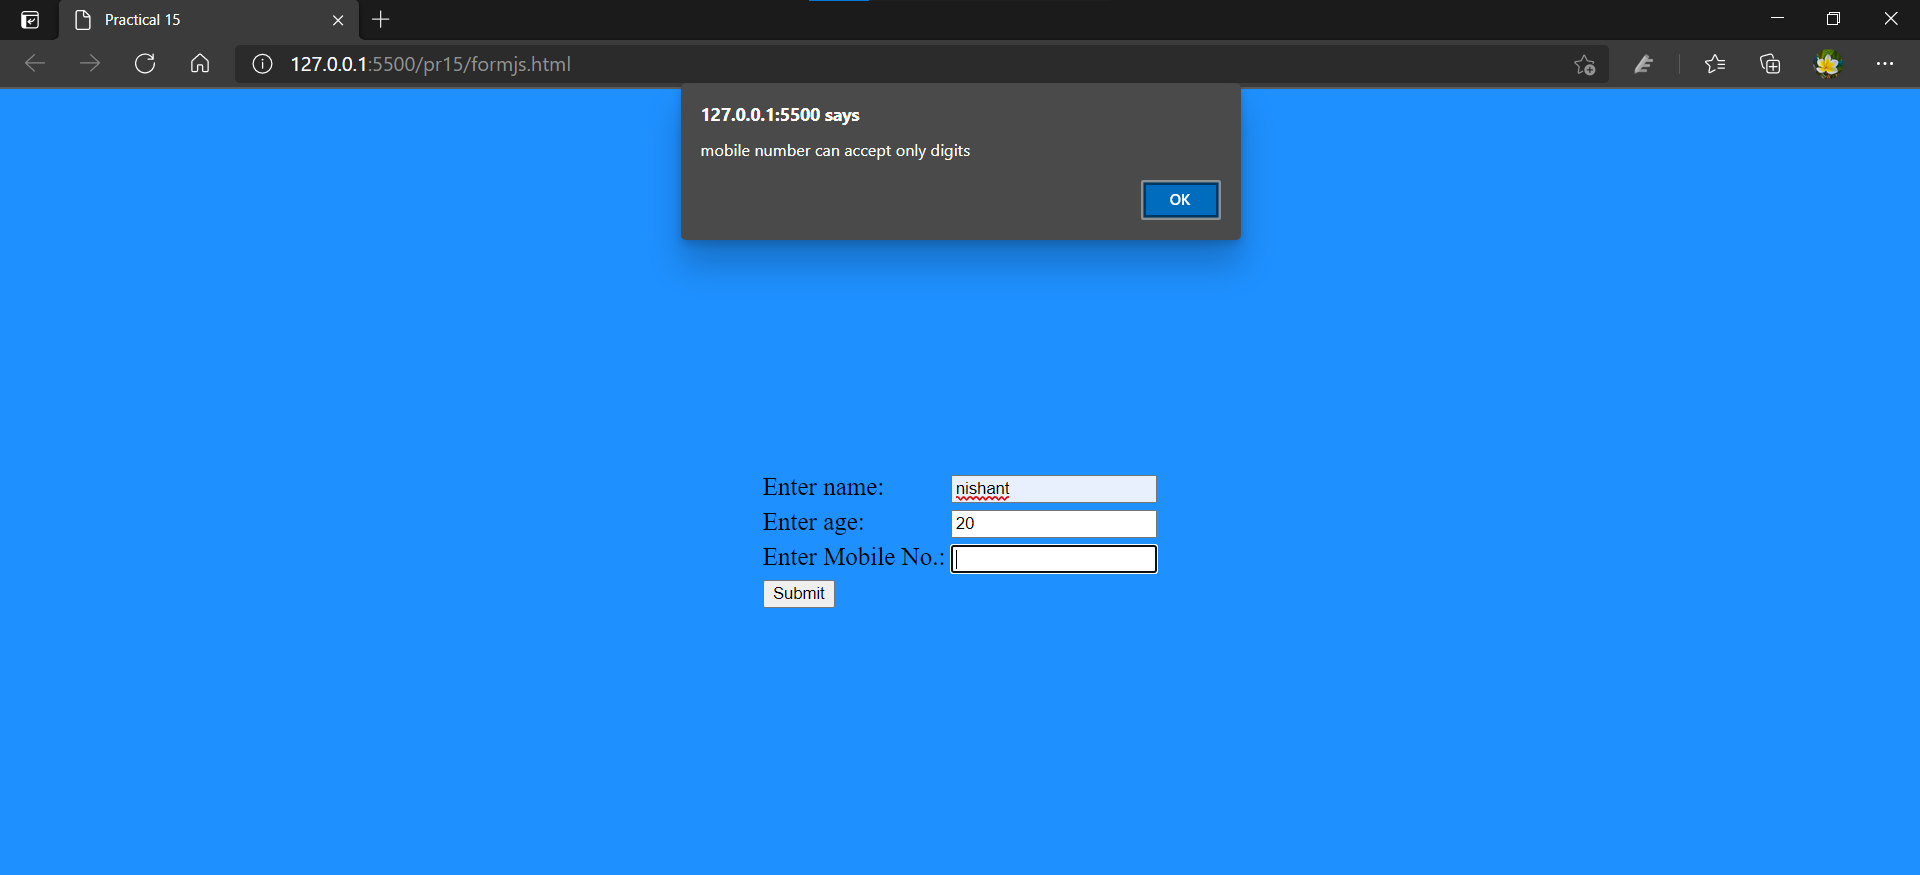 Practical 15
127.0.0.1:5500/pr15/formjs.html
127.0.0.1:5500 says
mobile number can accept only digits
OK
Enter name: nishant
Enter age: 20
Enter Mobile No.:
Submit